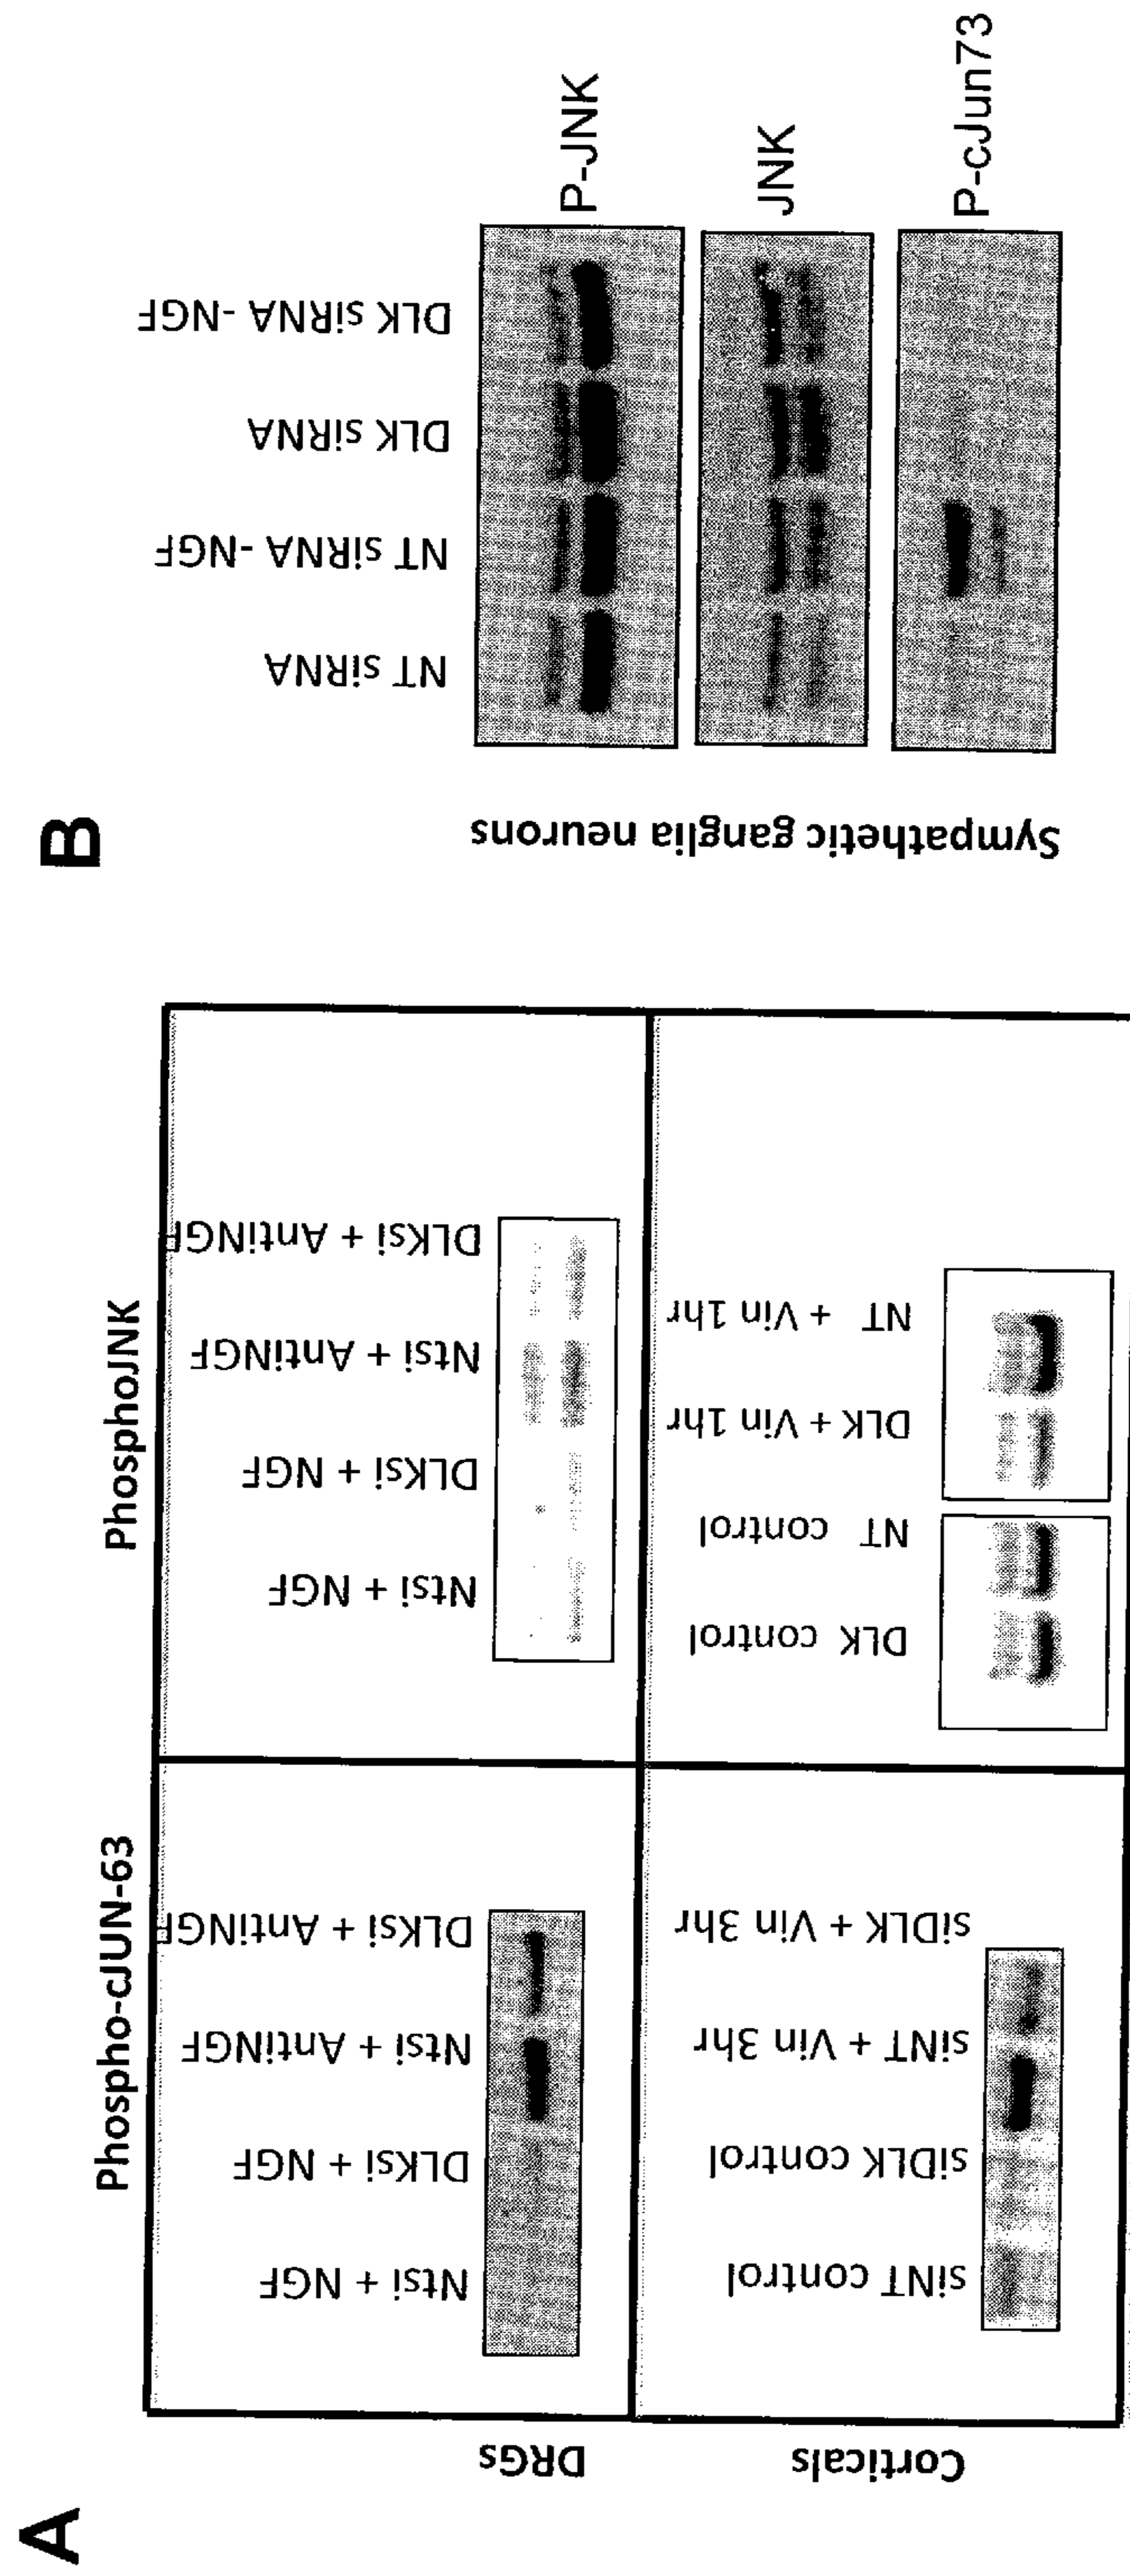 A
Phospho-cJUN-63
PhosphoJNK
DRGs
Ntsi + NGF
DLKsi + NGF
Ntsi + AntiNGF
DLKsi + AntiNGF
Ntsi + NGF
DLKsi + NGF
Ntsi + AntiNGF
DLKsi + AntiNGF
Corticals
siNT control
siDLK control
siNT + Vin 3hr
siDLK + Vin 3hr
DLK control
NT control
DLK + Vin 1hr
NT + Vin 1hr
B
Sympathetic ganglia neurons
NT siRNA
NT siRNA -NGF
DLK siRNA
DLK siRNA -NGF
P-JNK
JNK
P-cJun73